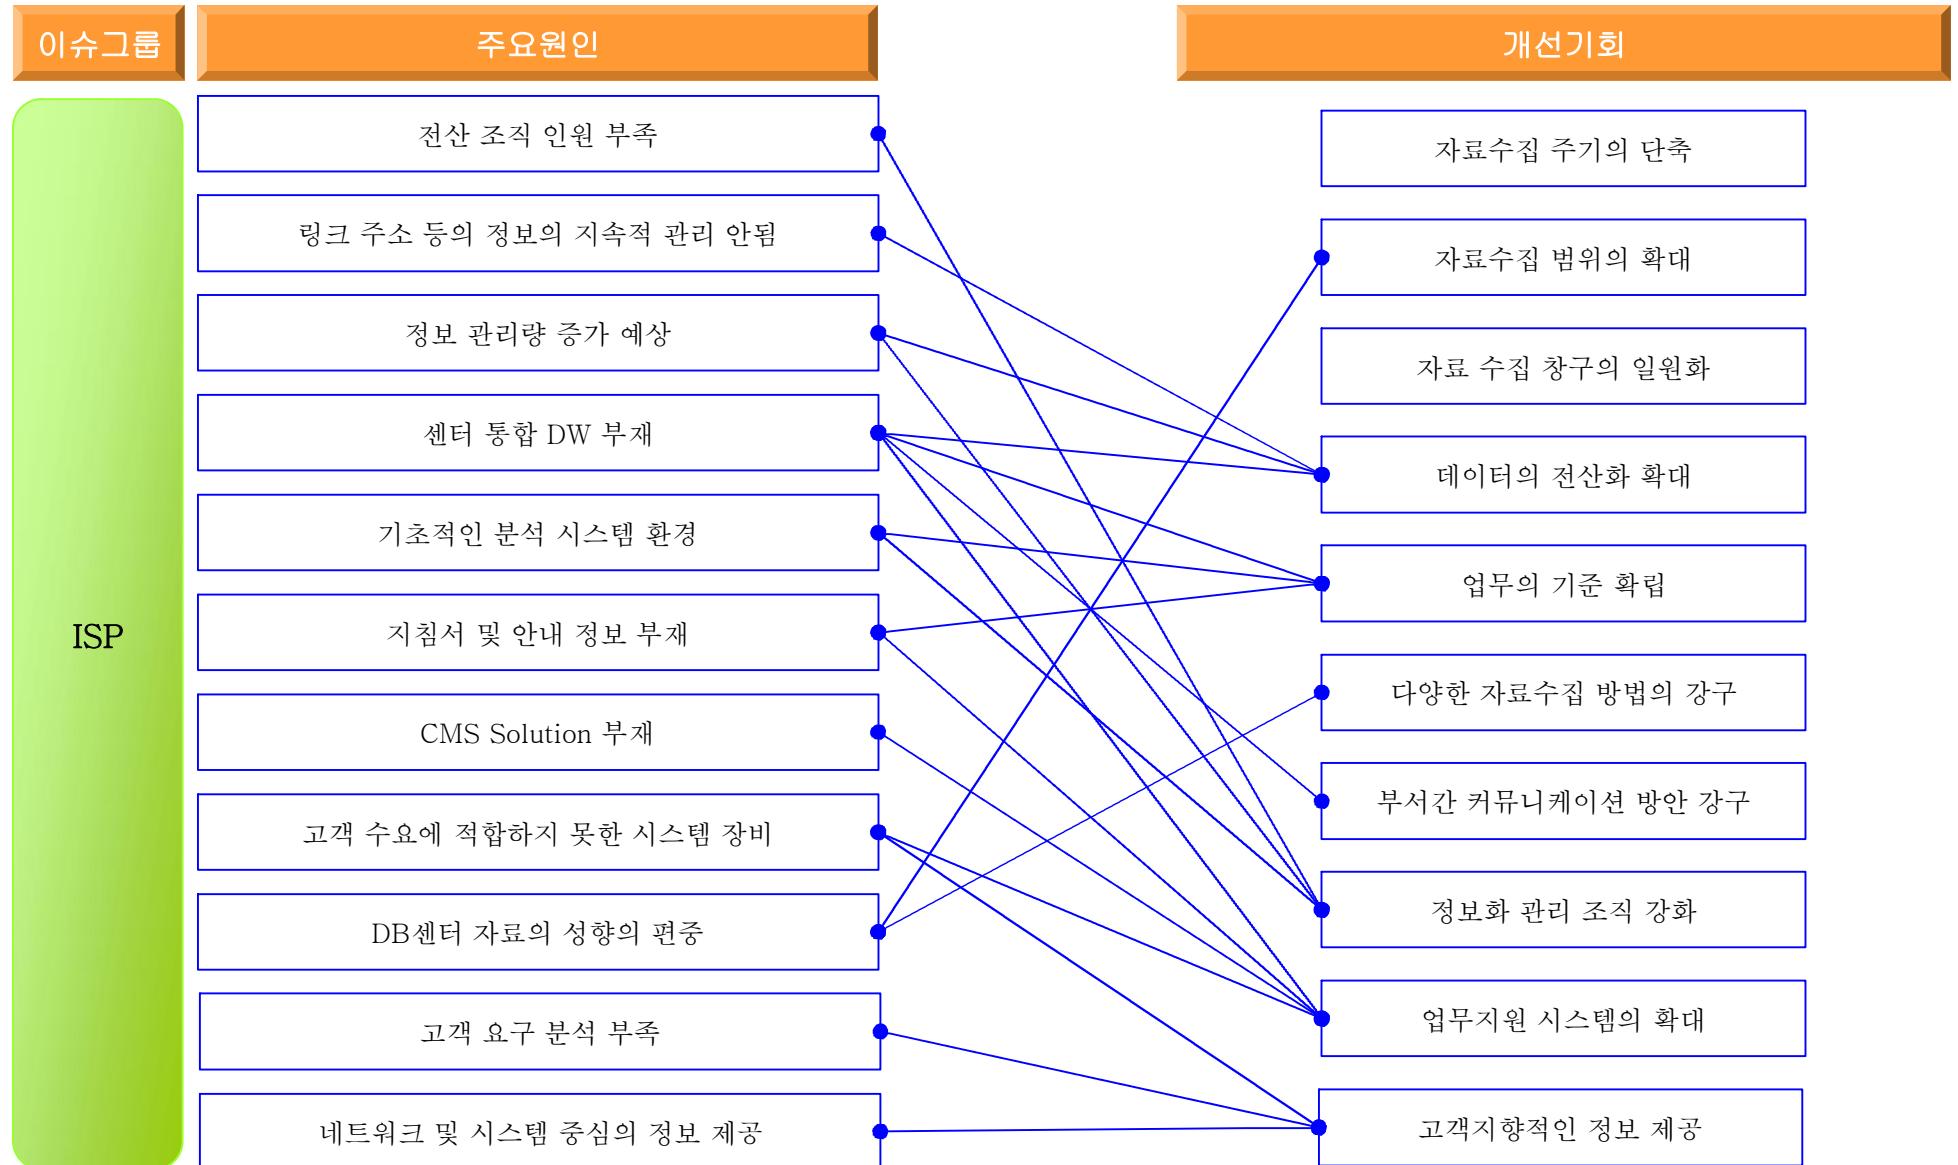 이슈그룹
주요원인
개선기회
ISP
전산 조직 인원 부족
링크 주소 등의 정보의 지속적 관리 안됨
정보 관리량 증가 예상
센터 통합 DW 부재
기초적인 분석 시스템 환경
지침서 및 안내 정보 부재
CMS Solution 부재
고객 수요에 적합하지 못한 시스템 장비
DB센터 자료의 성향의 편중
고객 요구 분석 부족
네트워크 및 시스템 중심의 정보 제공
자료수집 주기의 단축
자료수집 범위의 확대
자료 수집 창구의 일원화
데이터의 전산화 확대
업무의 기준 확립
다양한 자료수집 방법의 강구
부서간 커뮤니케이션 방안 강구
정보화 관리 조직 강화
업무지원 시스템의 확대
고객지향적인 정보 제공